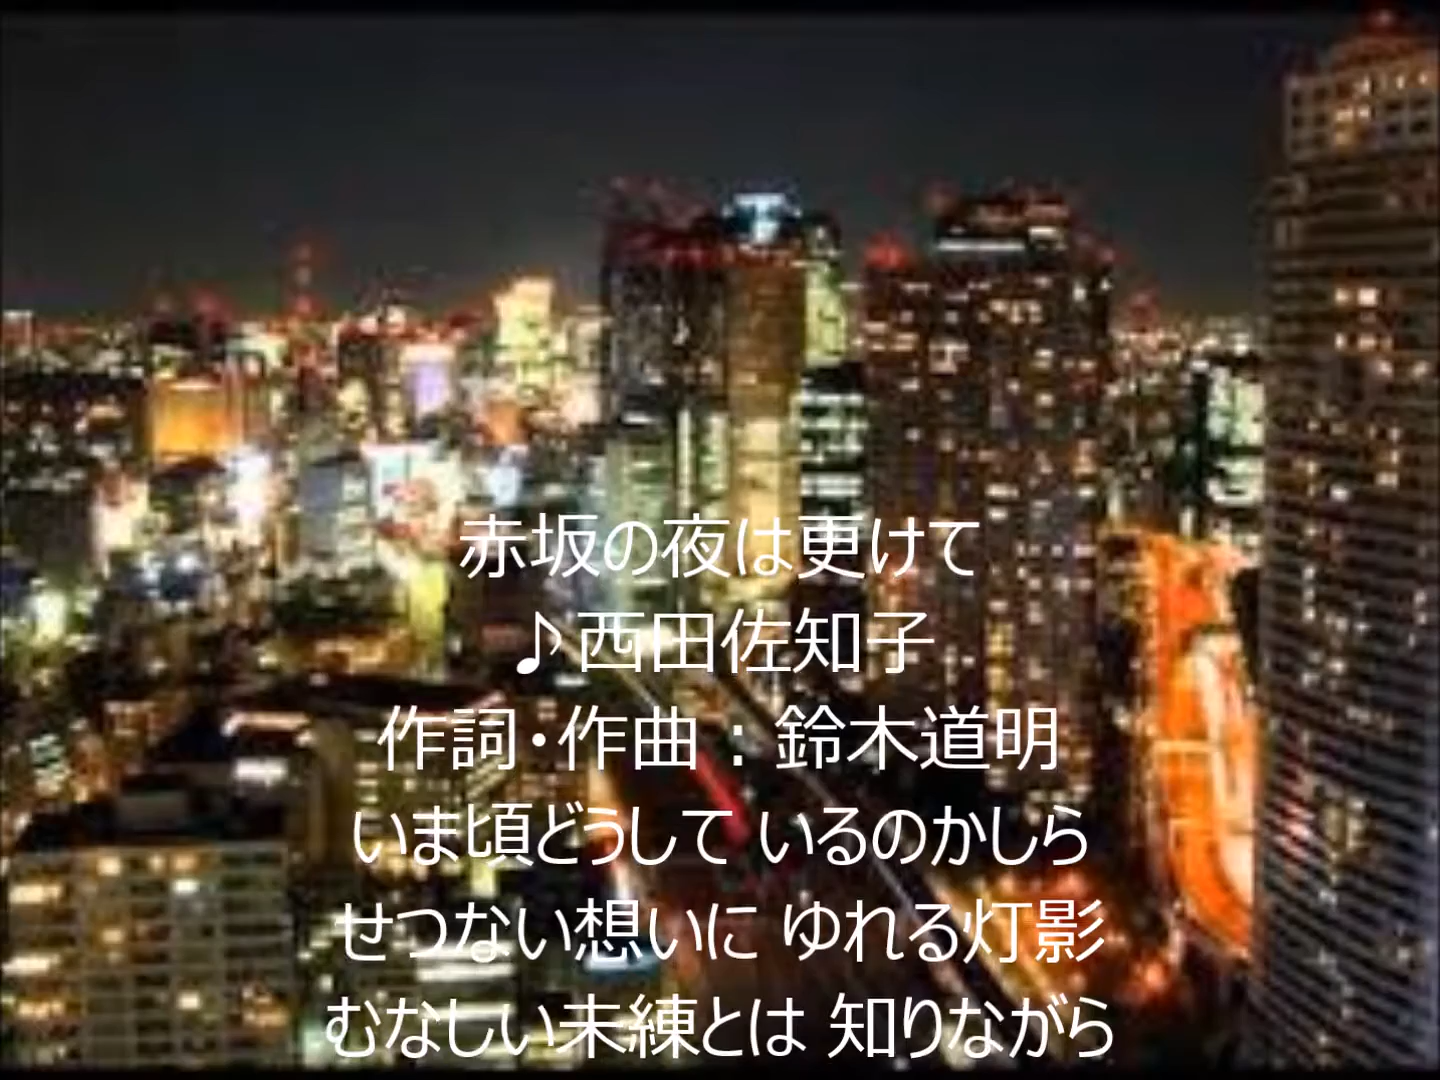 赤坂の夜は更けて
♪西田佐知子
作詞・作曲：鈴木道明
いま頃どうして いるのかしら
せつない想いに ゆれる灯影
むなしい未練とは 知りながら